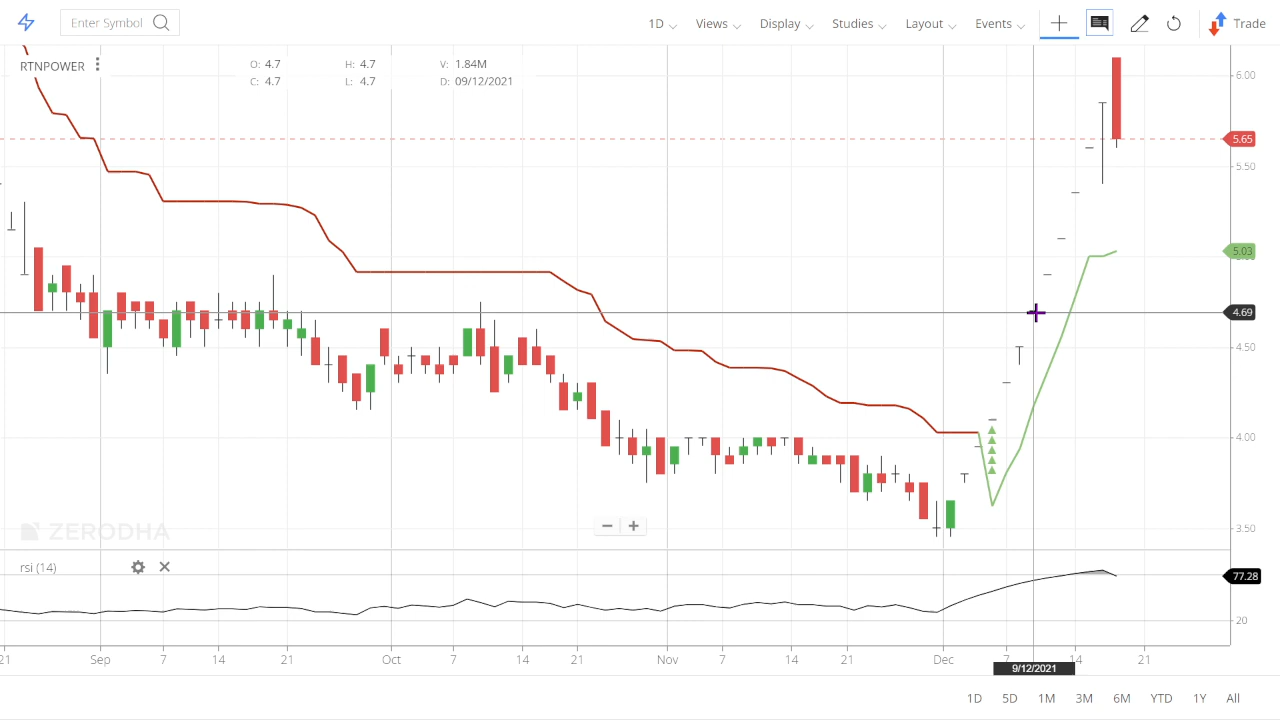 Enter Symbol 1D Views Display Studies Layout Events Trade
RTNPOWER O: 4.7 H: 4.7 V: 1.84M
C: 4.7 L: 4.7 D: 09/12/2021
6.00
5.65
5.50
5.03
4.69
4.50
4.00
3.50
ZERODHA
rsi (14)
77.28
20
21 Sep 7 14 21 Oct 7 14 21 Nov 7 14 21 Dec 7 14 21
9/12/2021
1D 5D 1M 3M 6M YTD 1Y All